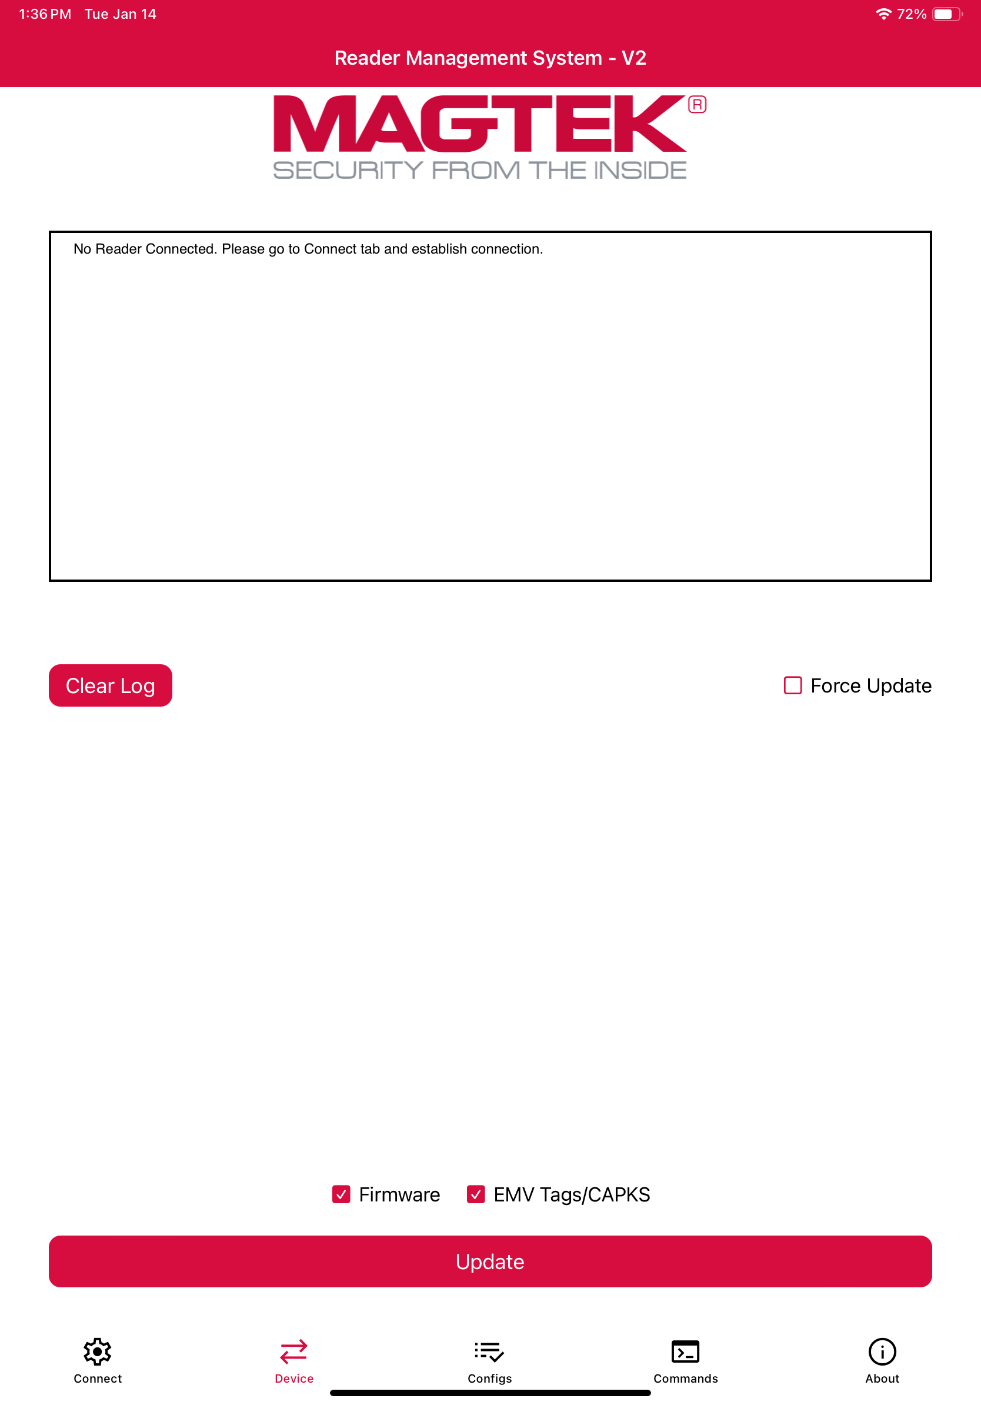 1:36 PM Tue Jan 14 72%
Reader Management System - V2
MAGTEK®
SECURITY FROM THE INSIDE
No Reader Connected. Please go to Connect tab and establish connection.
Clear Log Force Update
Firmware EMV Tags/CAPKS
Update
Connect Device Configs Commands About